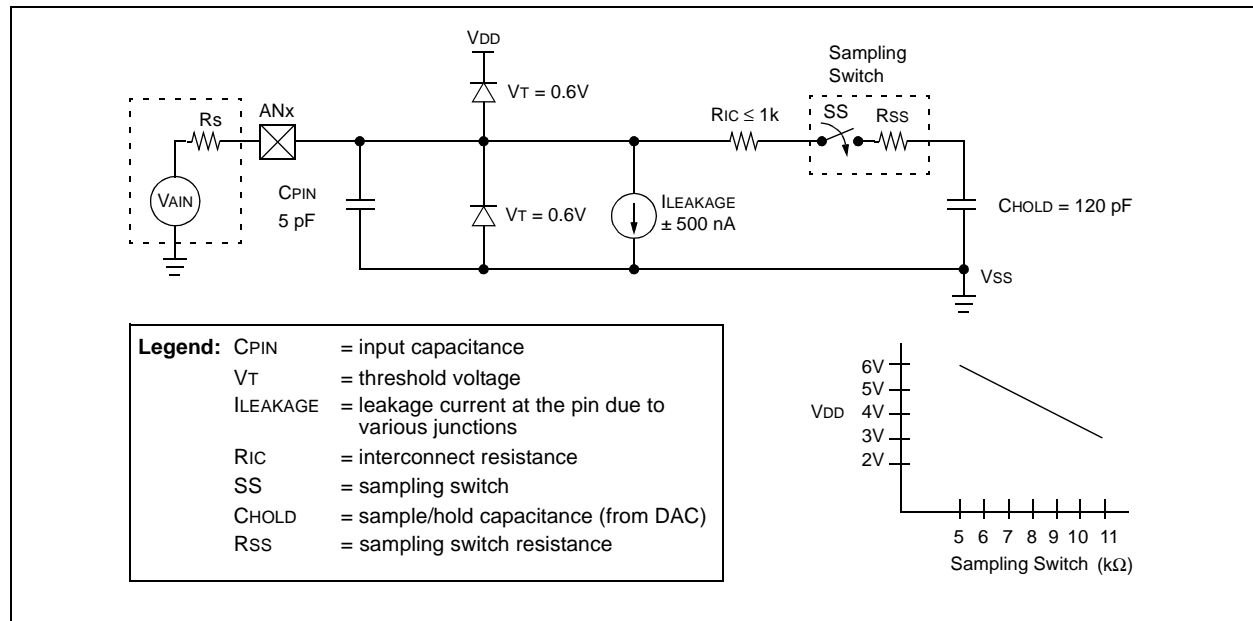 VDD
Sampling
Switch
VT = 0.6V
ANx
RIC ≤ 1k
SS
RSS
Rs
CPIN
5 pF
VAIN
VT = 0.6V
ILEAKAGE
± 500 nA
CHOLD = 120 pF
VSS
Legend: CPIN = input capacitance
VT = threshold voltage
ILEAKAGE = leakage current at the pin due to
various junctions
RIC = interconnect resistance
SS = sampling switch
CHOLD = sample/hold capacitance (from DAC)
RSS = sampling switch resistance
6V
5V
VDD 4V
3V
2V
5 6 7 8 9 10 11
Sampling Switch (kΩ)